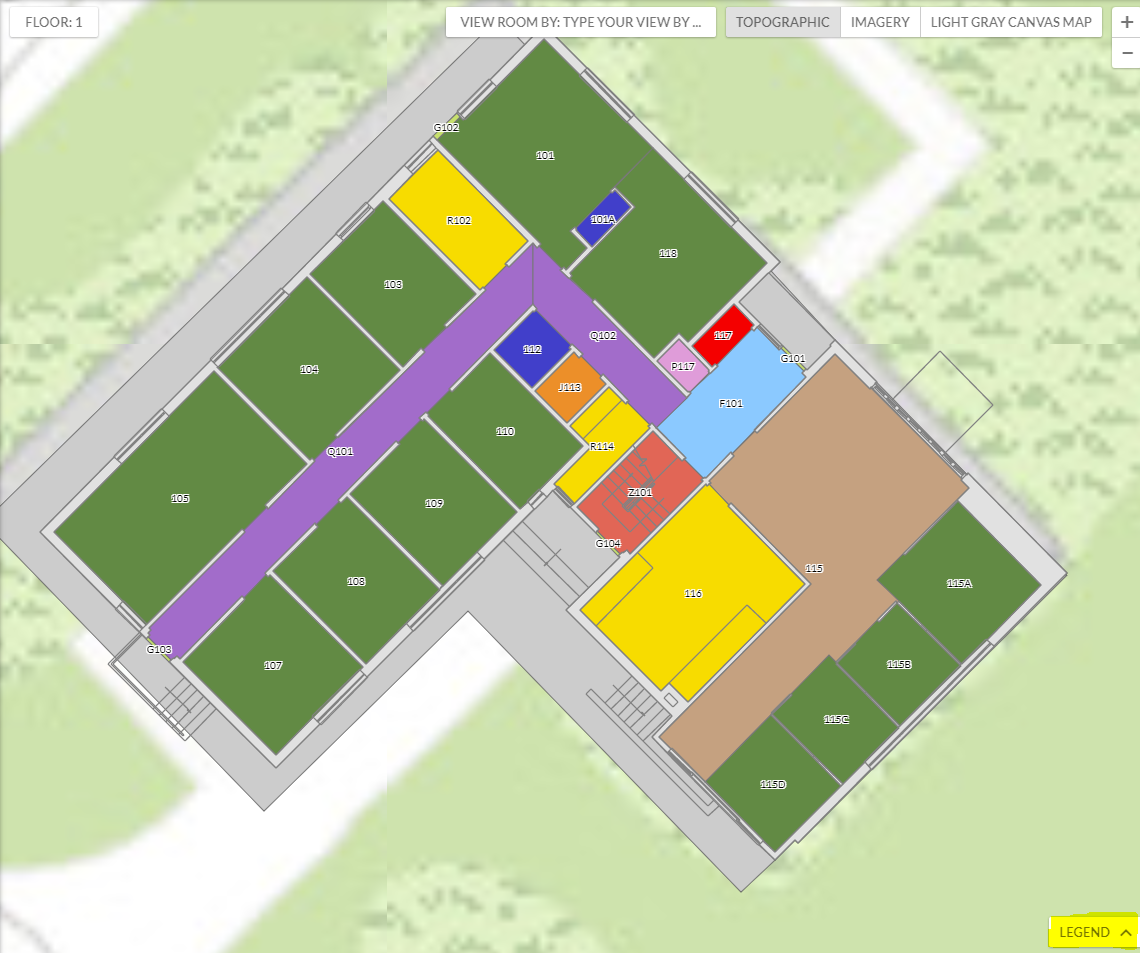 FLOOR: 1
VIEW ROOM BY: TYPE YOUR VIEW BY ...
TOPOGRAPHIC
IMAGERY
LIGHT GRAY CANVAS MAP
+
−
G102
101
R102
101A
118
103
Q102
117
112
G101
P117
104
J113
F101
110
R114
Q101
Z101
105
109
G104
115
108
115A
116
G103
107
115B
115C
115D
LEGEND